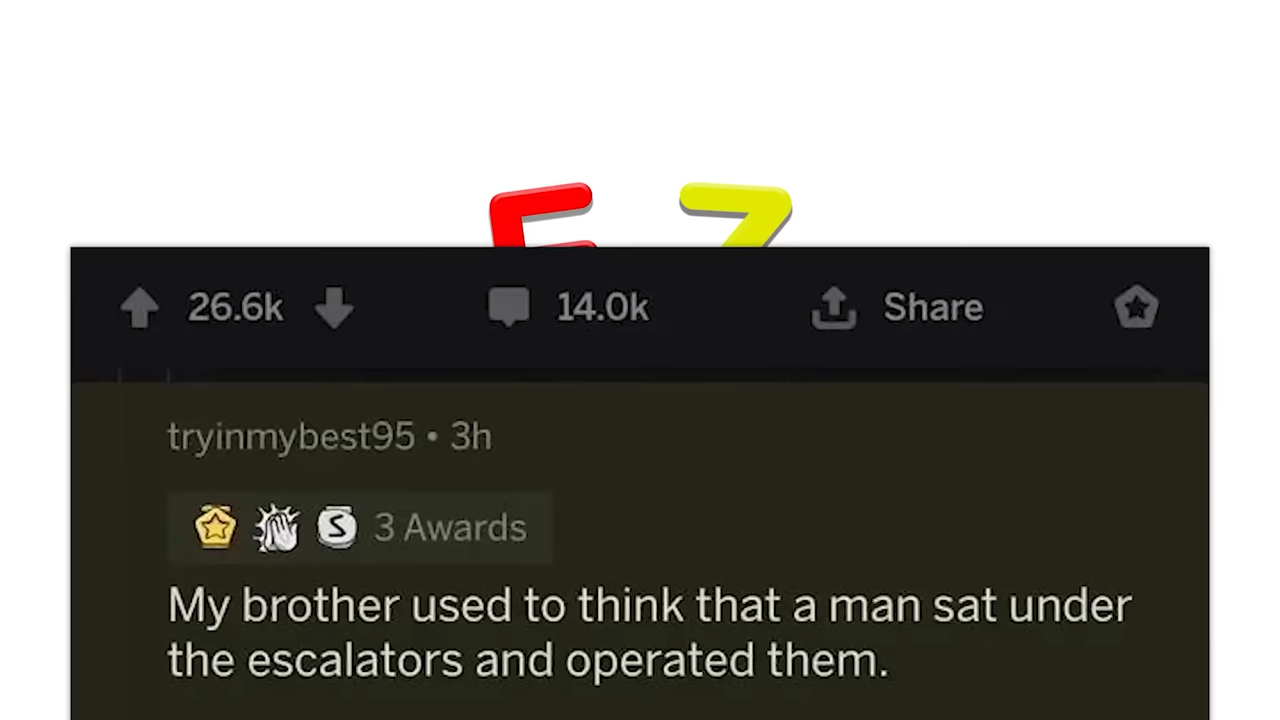 E Z
26.6k 14.0k Share
tryinmybest95 • 3h
S 3 Awards
My brother used to think that a man sat under
the escalators and operated them.